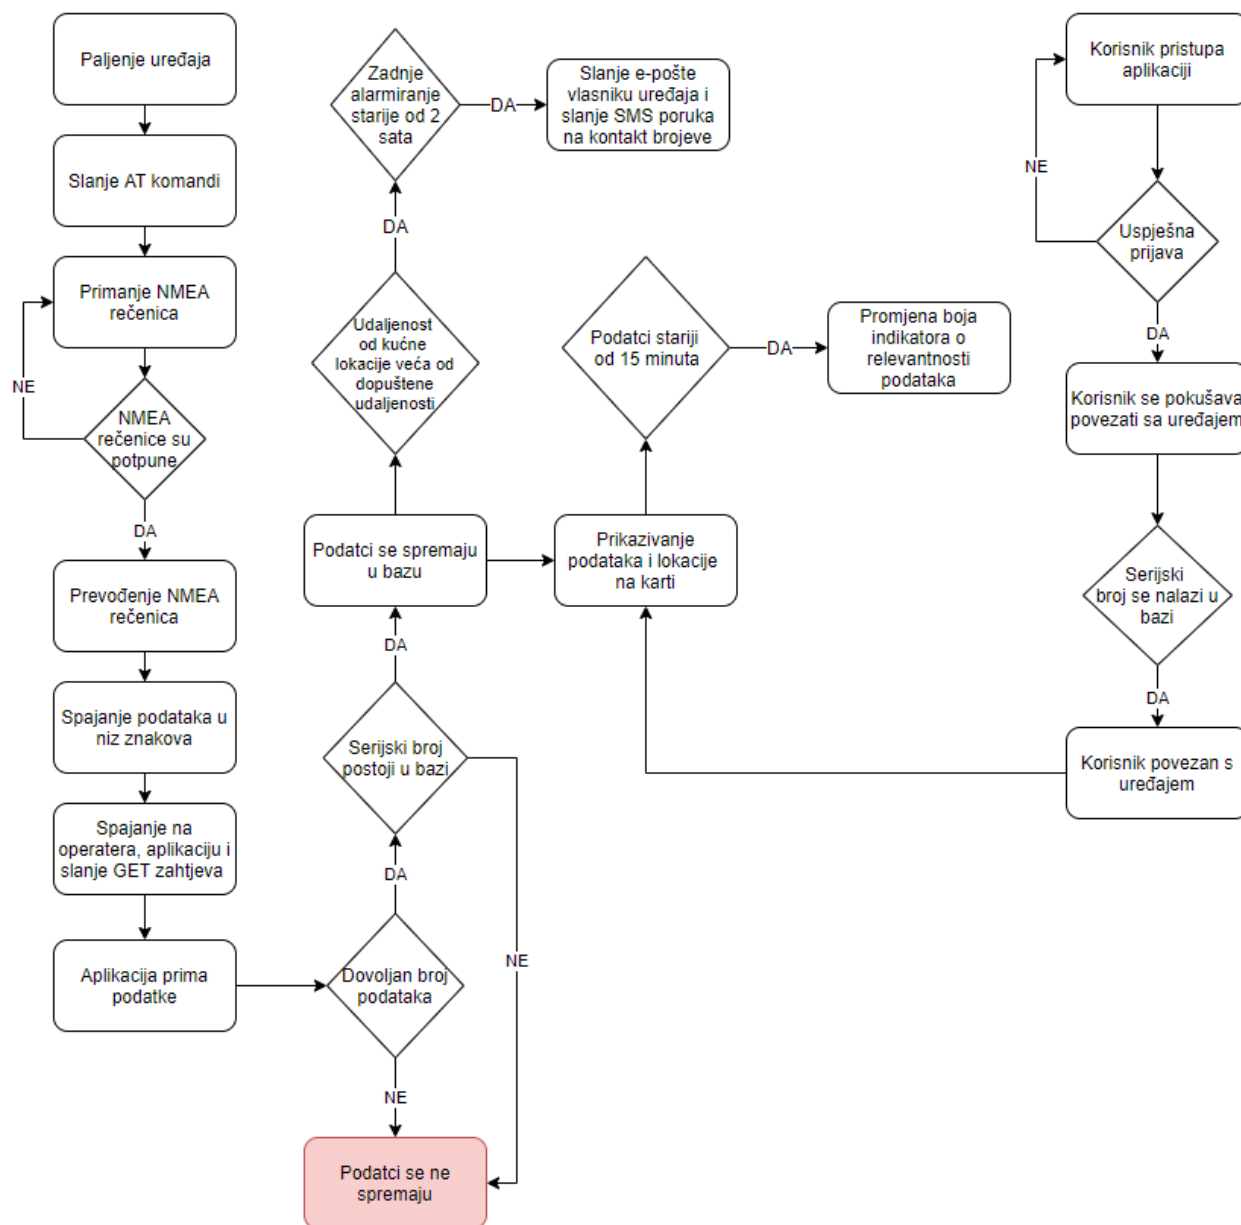 Paljenje uređaja
Slanje AT komandi
Primanje NMEA
rečenica
NE
NMEA
rečenice su
potpune
DA
Prevođenje NMEA
rečenica
Spajanje podataka u
niz znakova
Spajanje na
operatera, aplikaciju i
slanje GET zahtjeva
Aplikacija prima
podatke
Dovoljan broj
podataka
NE
Podatci se ne
spremaju
DA
Serijski broj
postoji u bazi
NE
DA
Podatci se spremaju
u bazu
Udaljenost
od kućne
lokacije veća od
dopuštene
udaljenosti
DA
Zadnje
alarmiranje
starije od 2
sata
DA
Slanje e-pošte
vlasniku uređaja i
slanje SMS poruka
na kontakt brojeve
Prikazivanje
podataka i lokacije
na karti
Podatci stariji
od 15 minuta
DA
Promjena boja
indikatora o
relevantnosti
podataka
Korisnik pristupa
aplikaciji
NE
Uspješna
prijava
DA
Korisnik se pokušava
povezati sa uređajem
Serijski
broj se nalazi u
bazi
DA
Korisnik povezan s
uređajem